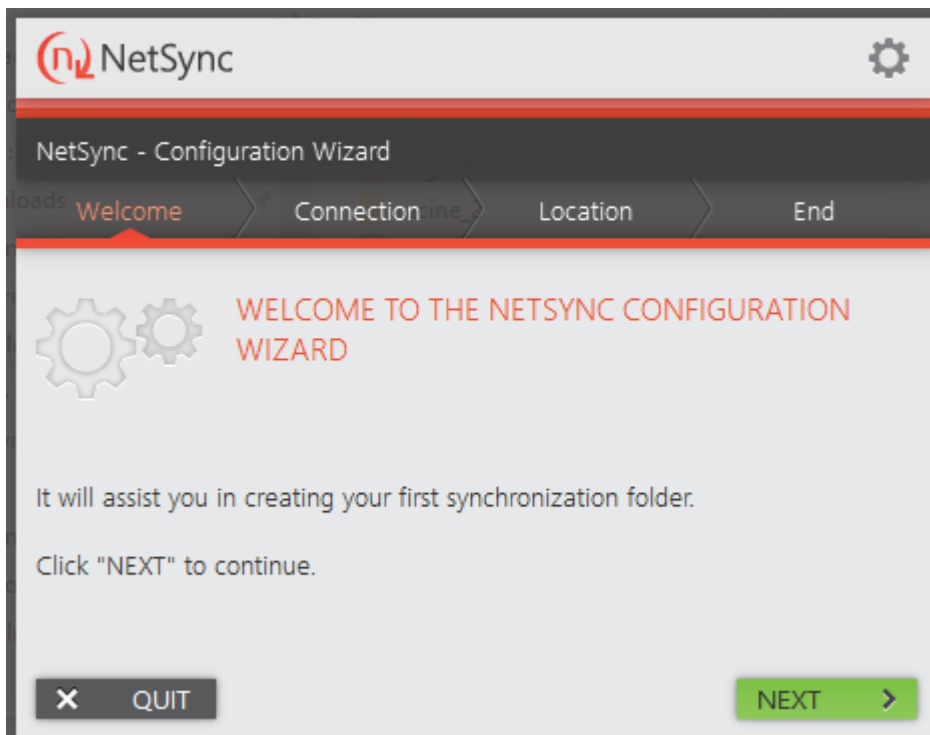 NetSync
NetSync - Configuration Wizard
Welcome Connection Location End
WELCOME TO THE NETSYNC CONFIGURATION
WIZARD
It will assist you in creating your first synchronization folder.
Click "NEXT" to continue.
QUIT NEXT